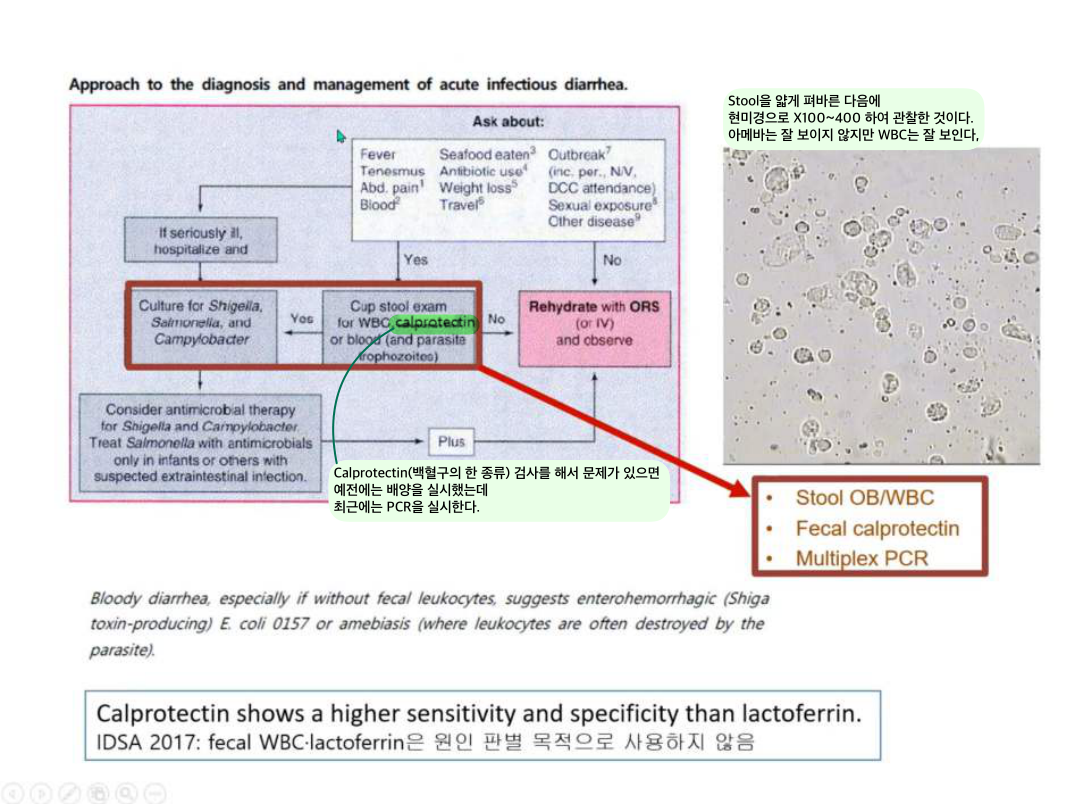 Approach to the diagnosis and management of acute infectious diarrhea.
Ask about:
Fever
Tenesmus
Abd. pain1
Blood2
Seafood eaten3
Antibiotic use4
Weight loss5
Travel6
Outbreak7
(inc. per., N/V,
DCC attendance)
Sexual exposure8
Other disease9
If seriously ill,
hospitalize and
Yes
No
Culture for Shigella,
Salmonella, and
Campylobacter
Yes
Cup stool exam
for WBC calprotectin)
or blood (and parasite
trophozoites)
No
Rehydrate with ORS
(or IV)
and observe
Consider antimicrobial therapy
for Shigella and Campylobacter.
Treat Salmonella with antimicrobials
only in infants or others with
suspected extraintestinal infection.
Plus
Calprotectin(백혈구의 한 종류) 검사를 해서 문제가 있으면
예전에는 배양을 실시했는데
최근에는 PCR을 실시한다.
Stool을 얇게 펴바른 다음에
현미경으로 X100~400 하여 관찰한 것이다.
아메바는 잘 보이지 않지만 WBC는 잘 보인다,
• Stool OB/WBC
• Fecal calprotectin
• Multiplex PCR
Bloody diarrhea, especially if without fecal leukocytes, suggests enterohemorrhagic (Shiga
toxin-producing) E. coli 0157 or amebiasis (where leukocytes are often destroyed by the
parasite).
Calprotectin shows a higher sensitivity and specificity than lactoferrin.
IDSA 2017: fecal WBC·lactoferrin은 원인 판별 목적으로 사용하지 않음